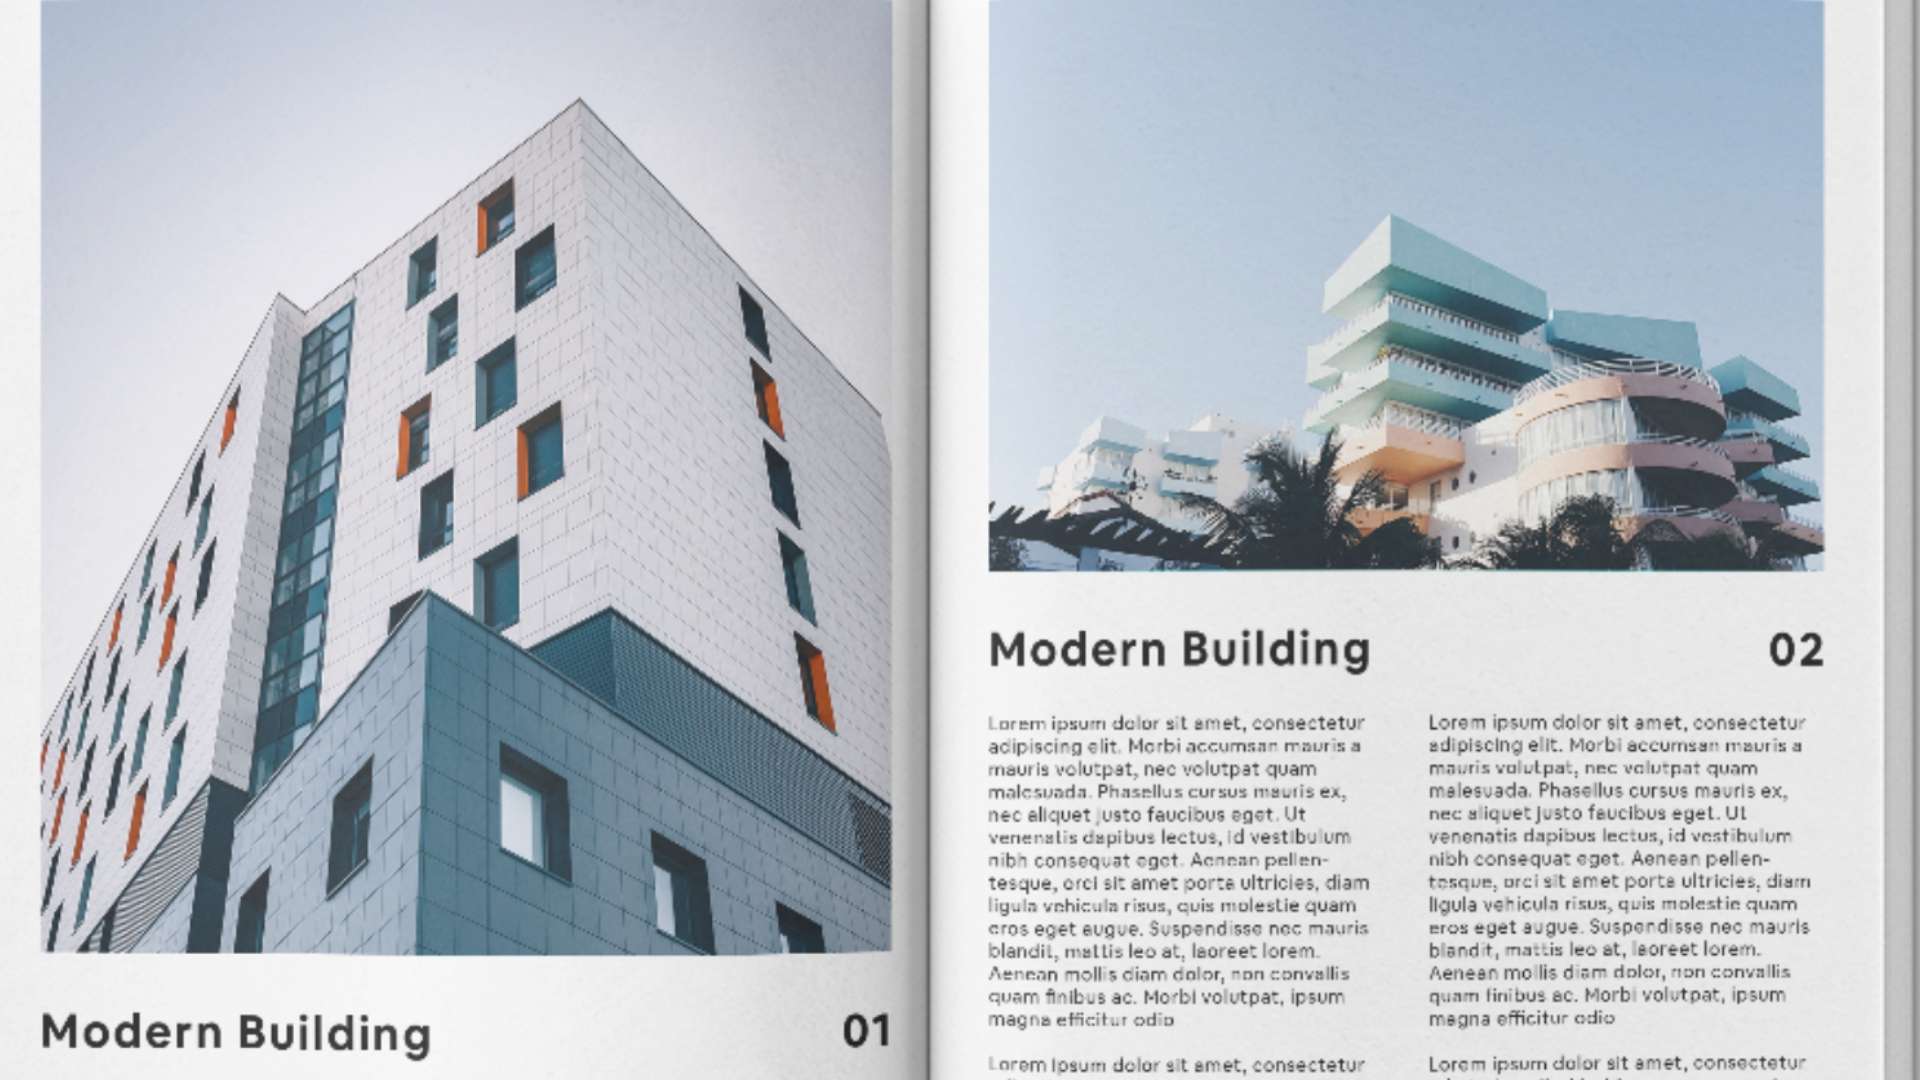 Modern Building 01
Modern Building 02
Lorem ipsum dolor sit amet, consectetur
adipiscing elit. Morbi accumsan mauris a
mauris volutpat, nec volutpat quam
malesuada. Phasellus cursus mauris ex,
nec aliquet justo faucibus eget. Ut
venenatis dapibus lectus, id vestibulum
nibh consequat eget. Aenean pellen-
tesque, orci sit amet porta ultricies, diam
ligula vehicula risus, quis molestie quam
eros eget augue. Suspendisse nec mauris
blandit, mattis leo at, laoreet lorem.
Aenean mollis diam dolor, non convallis
quam finibus ac. Morbi volutpat, ipsum
magna efficitur odio
Lorem ipsum dolor sit amet, consectetur
Lorem ipsum dolor sit amet, consectetur
adipiscing elit. Morbi accumsan mauris a
mauris volutpat, nec volutpat quam
malesuada. Phasellus cursus mauris ex,
nec aliquet justo faucibus eget. Ut
venenatis dapibus lectus, id vestibulum
nibh consequat eget. Aenean pellen-
tesque, orci sit amet porta ultricies, diam
ligula vehicula risus, quis molestie quam
eros eget augue. Suspendisse nec mauris
blandit, mattis leo at, laoreet lorem.
Aenean mollis diam dolor, non convallis
quam finibus ac. Morbi volutpat, ipsum
magna efficitur odio
Lorem ipsum dolor sit amet, consectetur